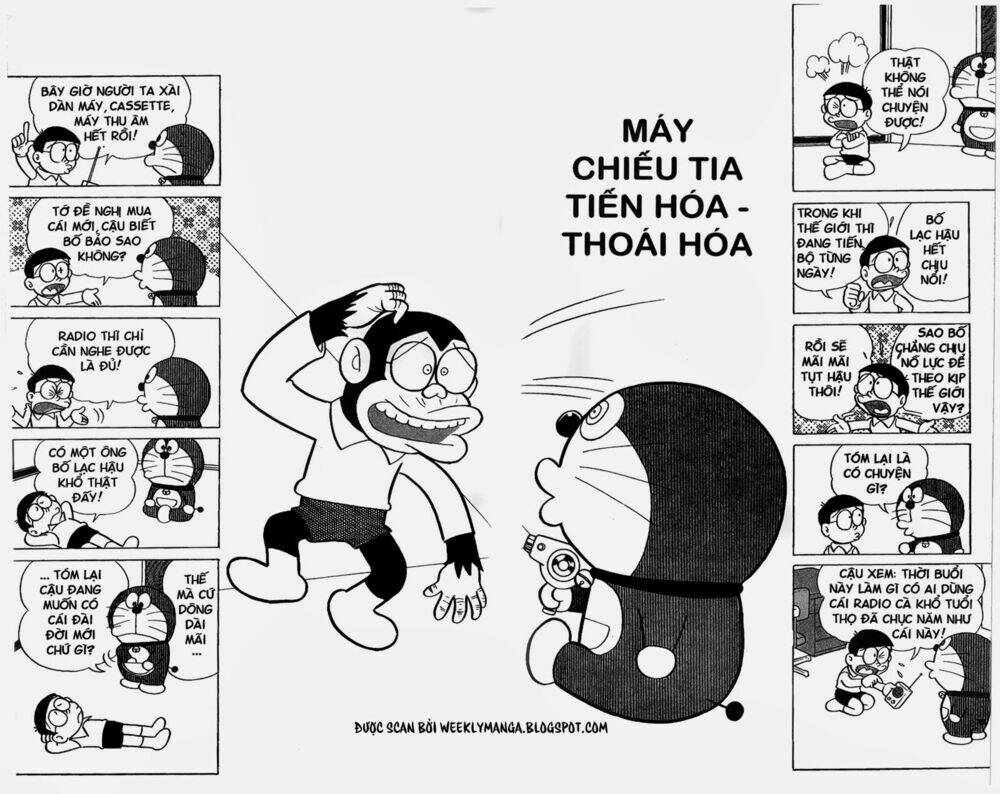 MÁY
CHIẾU TIA
TIẾN HÓA -
THOÁI HÓA
THẬT
KHÔNG
THỂ NÓI
CHUYỆN
ĐƯỢC!
BỐ
LẠC HẬU
HẾT
CHỊU
NỔI!
TRONG KHI
THẾ GIỚI THÌ
ĐANG TIẾN
BỘ TỪNG
NGÀY!
SAO BỐ
CHẲNG CHỊU
NỖ LỰC ĐỂ
THEO KỊP
THẾ GIỚI
VẬY?
RỒI SẼ
MÃI MÃI
TỤT HẬU
THÔI!
TÓM LẠI LÀ
CÓ CHUYỆN
GÌ?
CẬU XEM: THỜI BUỔI
NÀY LÀM GÌ CÓ AI DÙNG
CÁI RADIO CÀ KHỔ TUỔI
THỌ ĐÃ CHỤC NĂM NHƯ
CÁI NÀY!
BÂY GIỜ NGƯỜI TA XÀI
DÀN MÁY, CASSETTE,
MÁY THU ÂM
HẾT RỒI!
TỚ ĐỀ NGHỊ MUA
CÁI MỚI, CẬU BIẾT
BỐ BẢO SAO
KHÔNG?
RADIO THÌ CHỈ
CẦN NGHE ĐƯỢC
LÀ ĐỦ!
CÓ MỘT ÔNG
BỐ LẠC HẬU
KHỔ THẬT
ĐẤY!
THẾ
MÀ CỨ
DÔNG
DÀI
MÃI
...
... TÓM LẠI
CẬU ĐANG
MUỐN CÓ
CÁI ĐÀI
ĐỜI MỚI
CHỨ GÌ?
ĐƯỢC SCAN BỞI WEEKLYMANGA.BLOGSPOT.COM